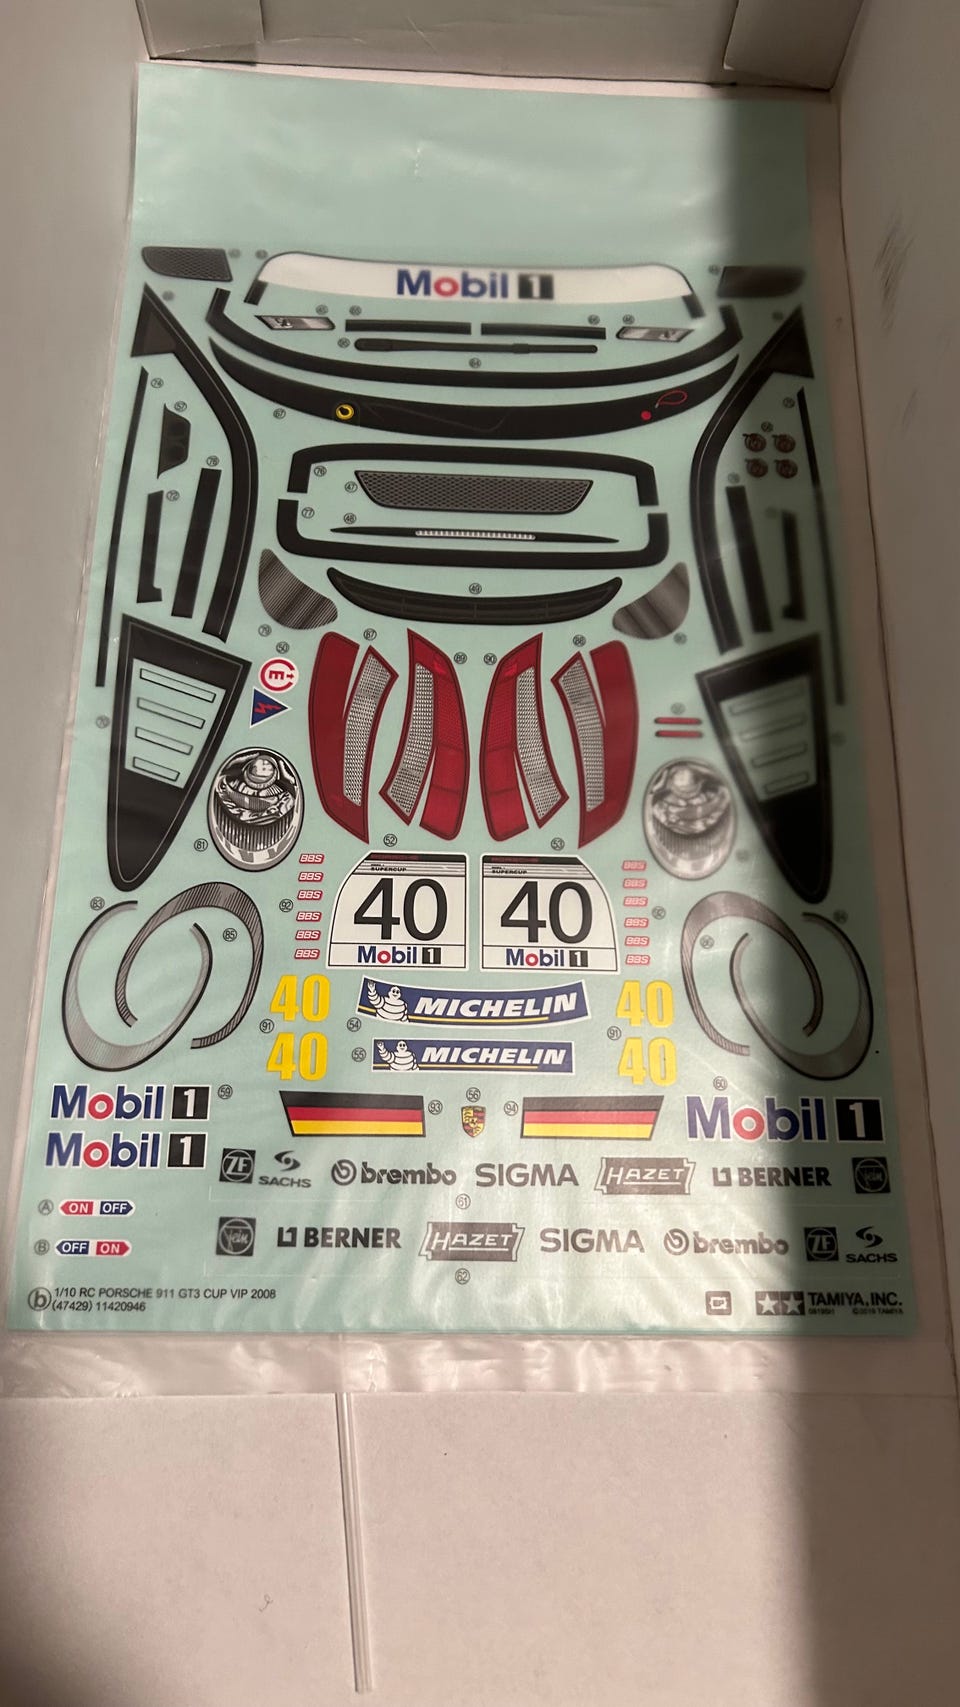 Mobil 1
E
BBS BBS
BBS BBS
BBS BBS
BBS BBS
BBS BBS
BBS BBS
SUPERCUP SUPERCUP
40 40
Mobil 1 Mobil 1
40 MICHELIN 40
40 MICHELIN 40
Mobil 1 Mobil 1
Mobil 1
ZF SACHS brembo SIGMA HAZET BERNER
A ON OFF
B OFF ON
BERNER HAZET SIGMA brembo ZF SACHS
b 1/10 RC PORSCHE 911 GT3 CUP VIP 2008
(47429) 11420946
TAMIYA, INC.